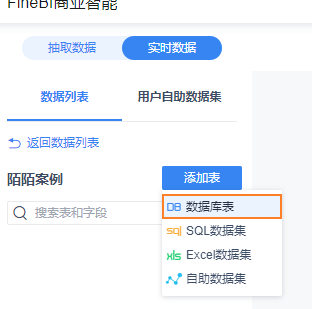 FineBI商业智能
抽取数据 实时数据
数据列表 用户自助数据集
返回数据列表
陌陌案例 添加表
搜索表和字段
DB 数据库表
sql SQL数据集
xls Excel数据集
自助数据集